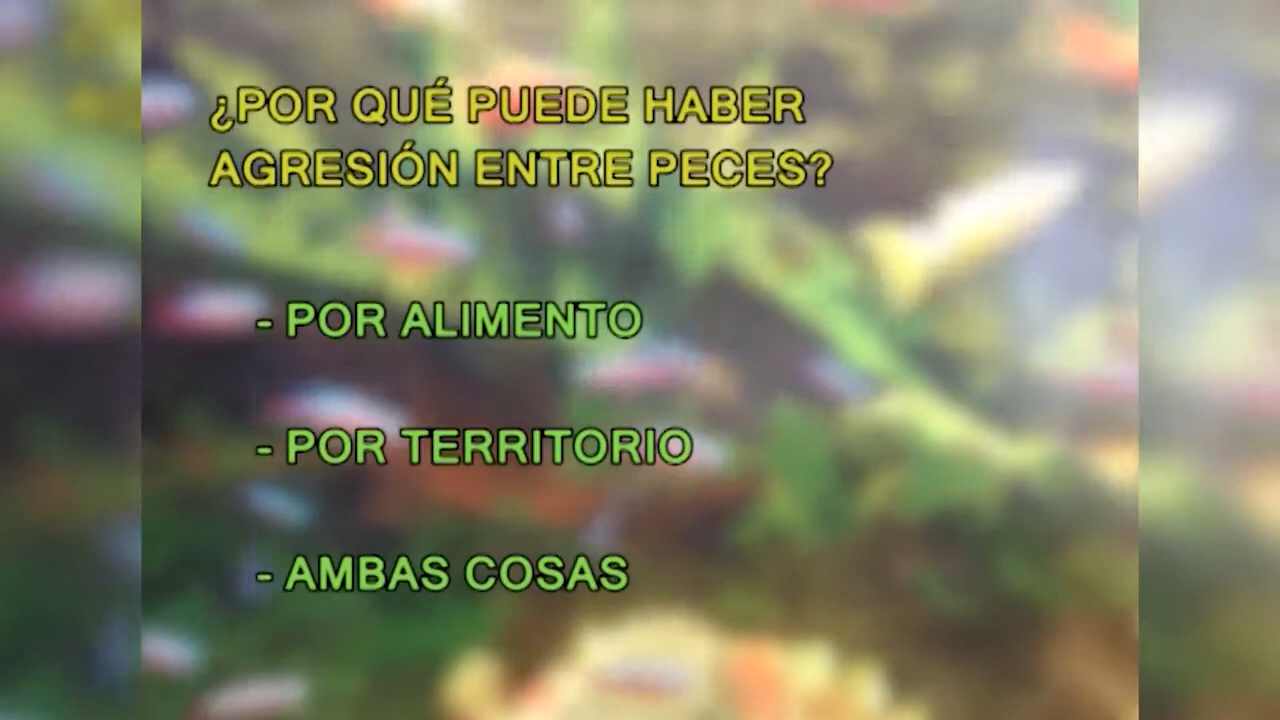 ¿POR QUÉ PUEDE HABER
AGRESIÓN ENTRE PECES?
- POR ALIMENTO
- POR TERRITORIO
- AMBAS COSAS